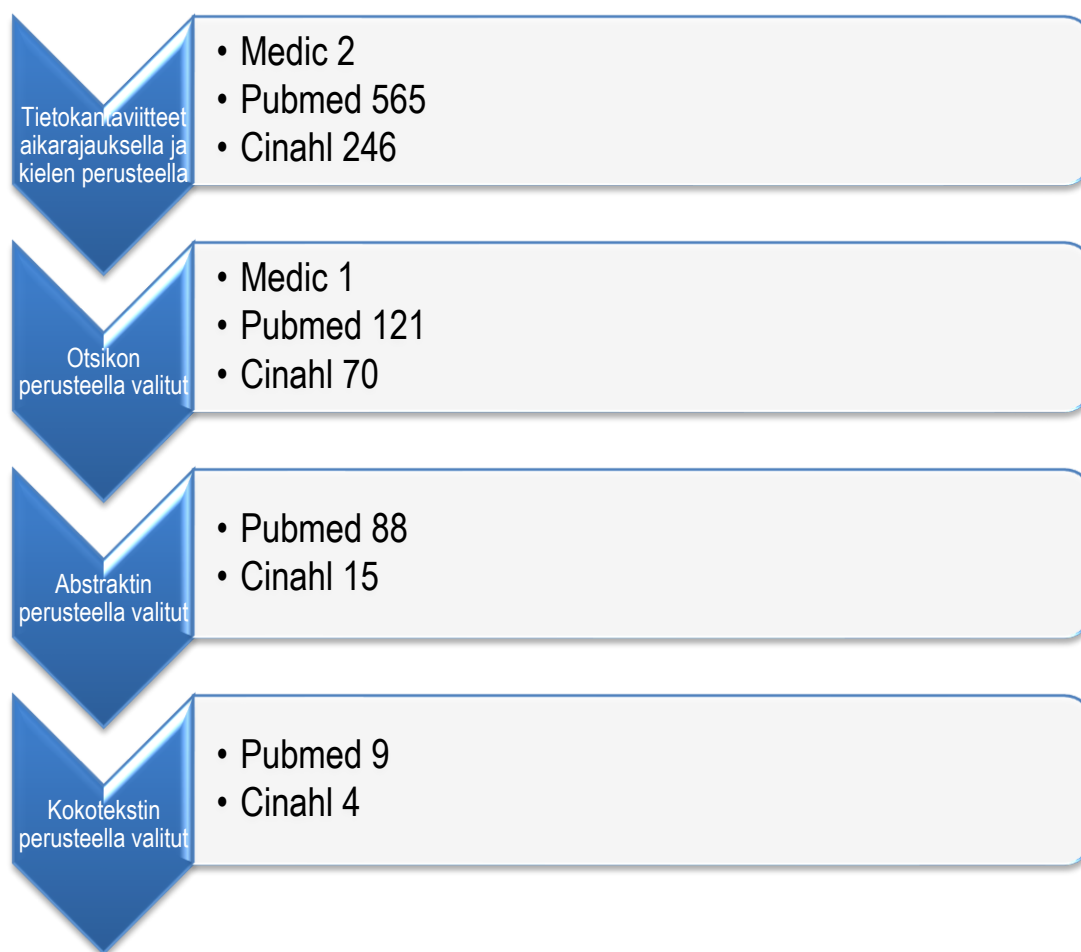 Tietokantaviitteet
aikarajauksella ja
kielen perusteella
• Medic 2
• Pubmed 565
• Cinahl 246
Otsikon
perusteella valitut
• Medic 1
• Pubmed 121
• Cinahl 70
Abstraktin
perusteella valitut
• Pubmed 88
• Cinahl 15
Kokotekstin
perusteella valitut
• Pubmed 9
• Cinahl 4